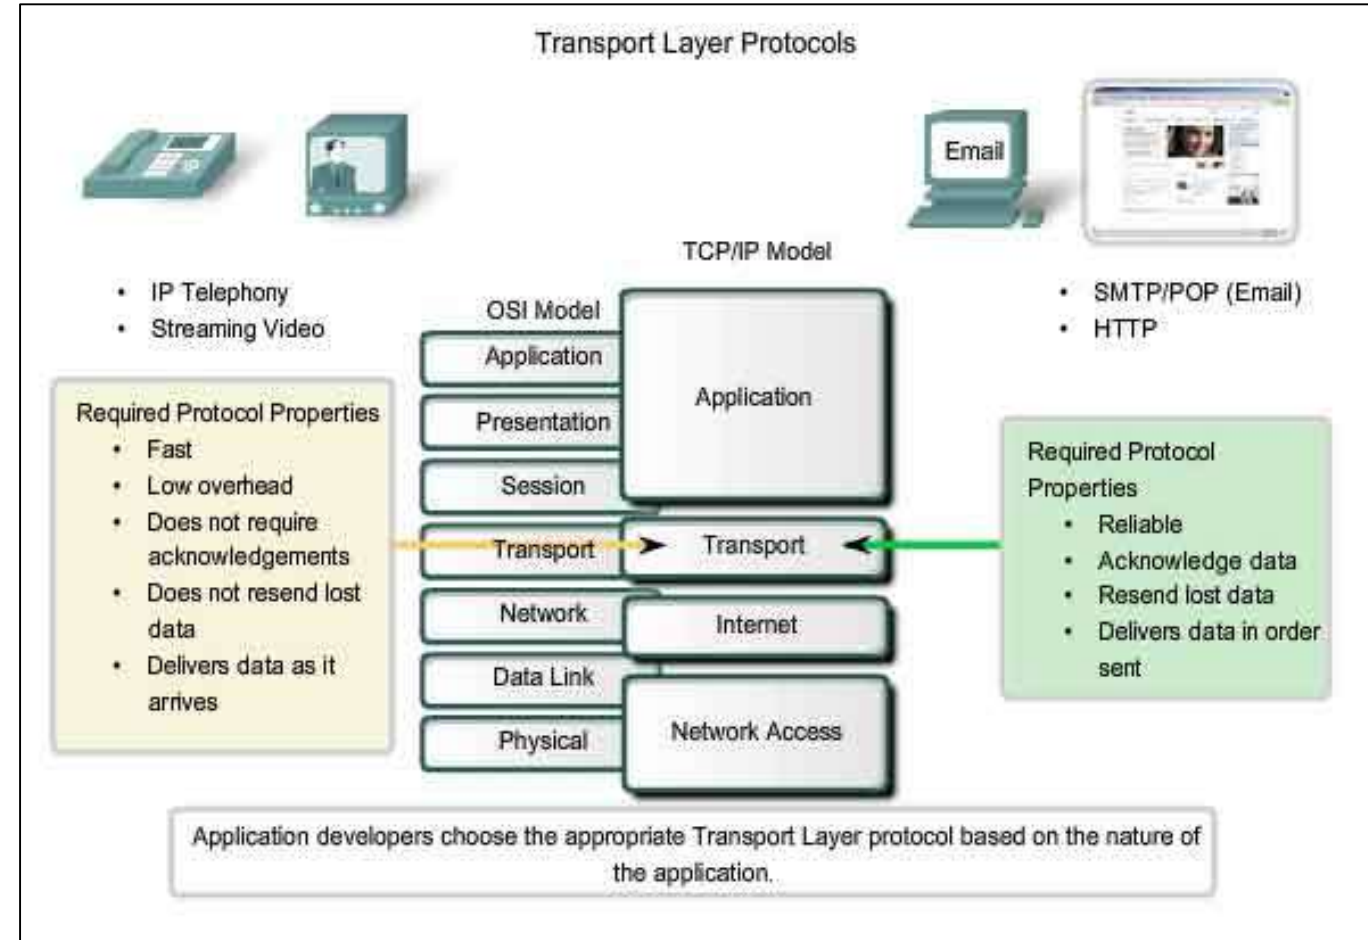 Transport Layer Protocols
Email
TCP/IP Model
• IP Telephony
• Streaming Video
• SMTP/POP (Email)
• HTTP
OSI Model
Application
Presentation
Session
Transport
Network
Data Link
Physical
Application
Transport
Internet
Network Access
Required Protocol Properties
• Fast
• Low overhead
• Does not require
acknowledgements
• Does not resend lost
data
• Delivers data as it
arrives
Required Protocol
Properties
• Reliable
• Acknowledge data
• Resend lost data
• Delivers data in order
sent
Application developers choose the appropriate Transport Layer protocol based on the nature of
the application.